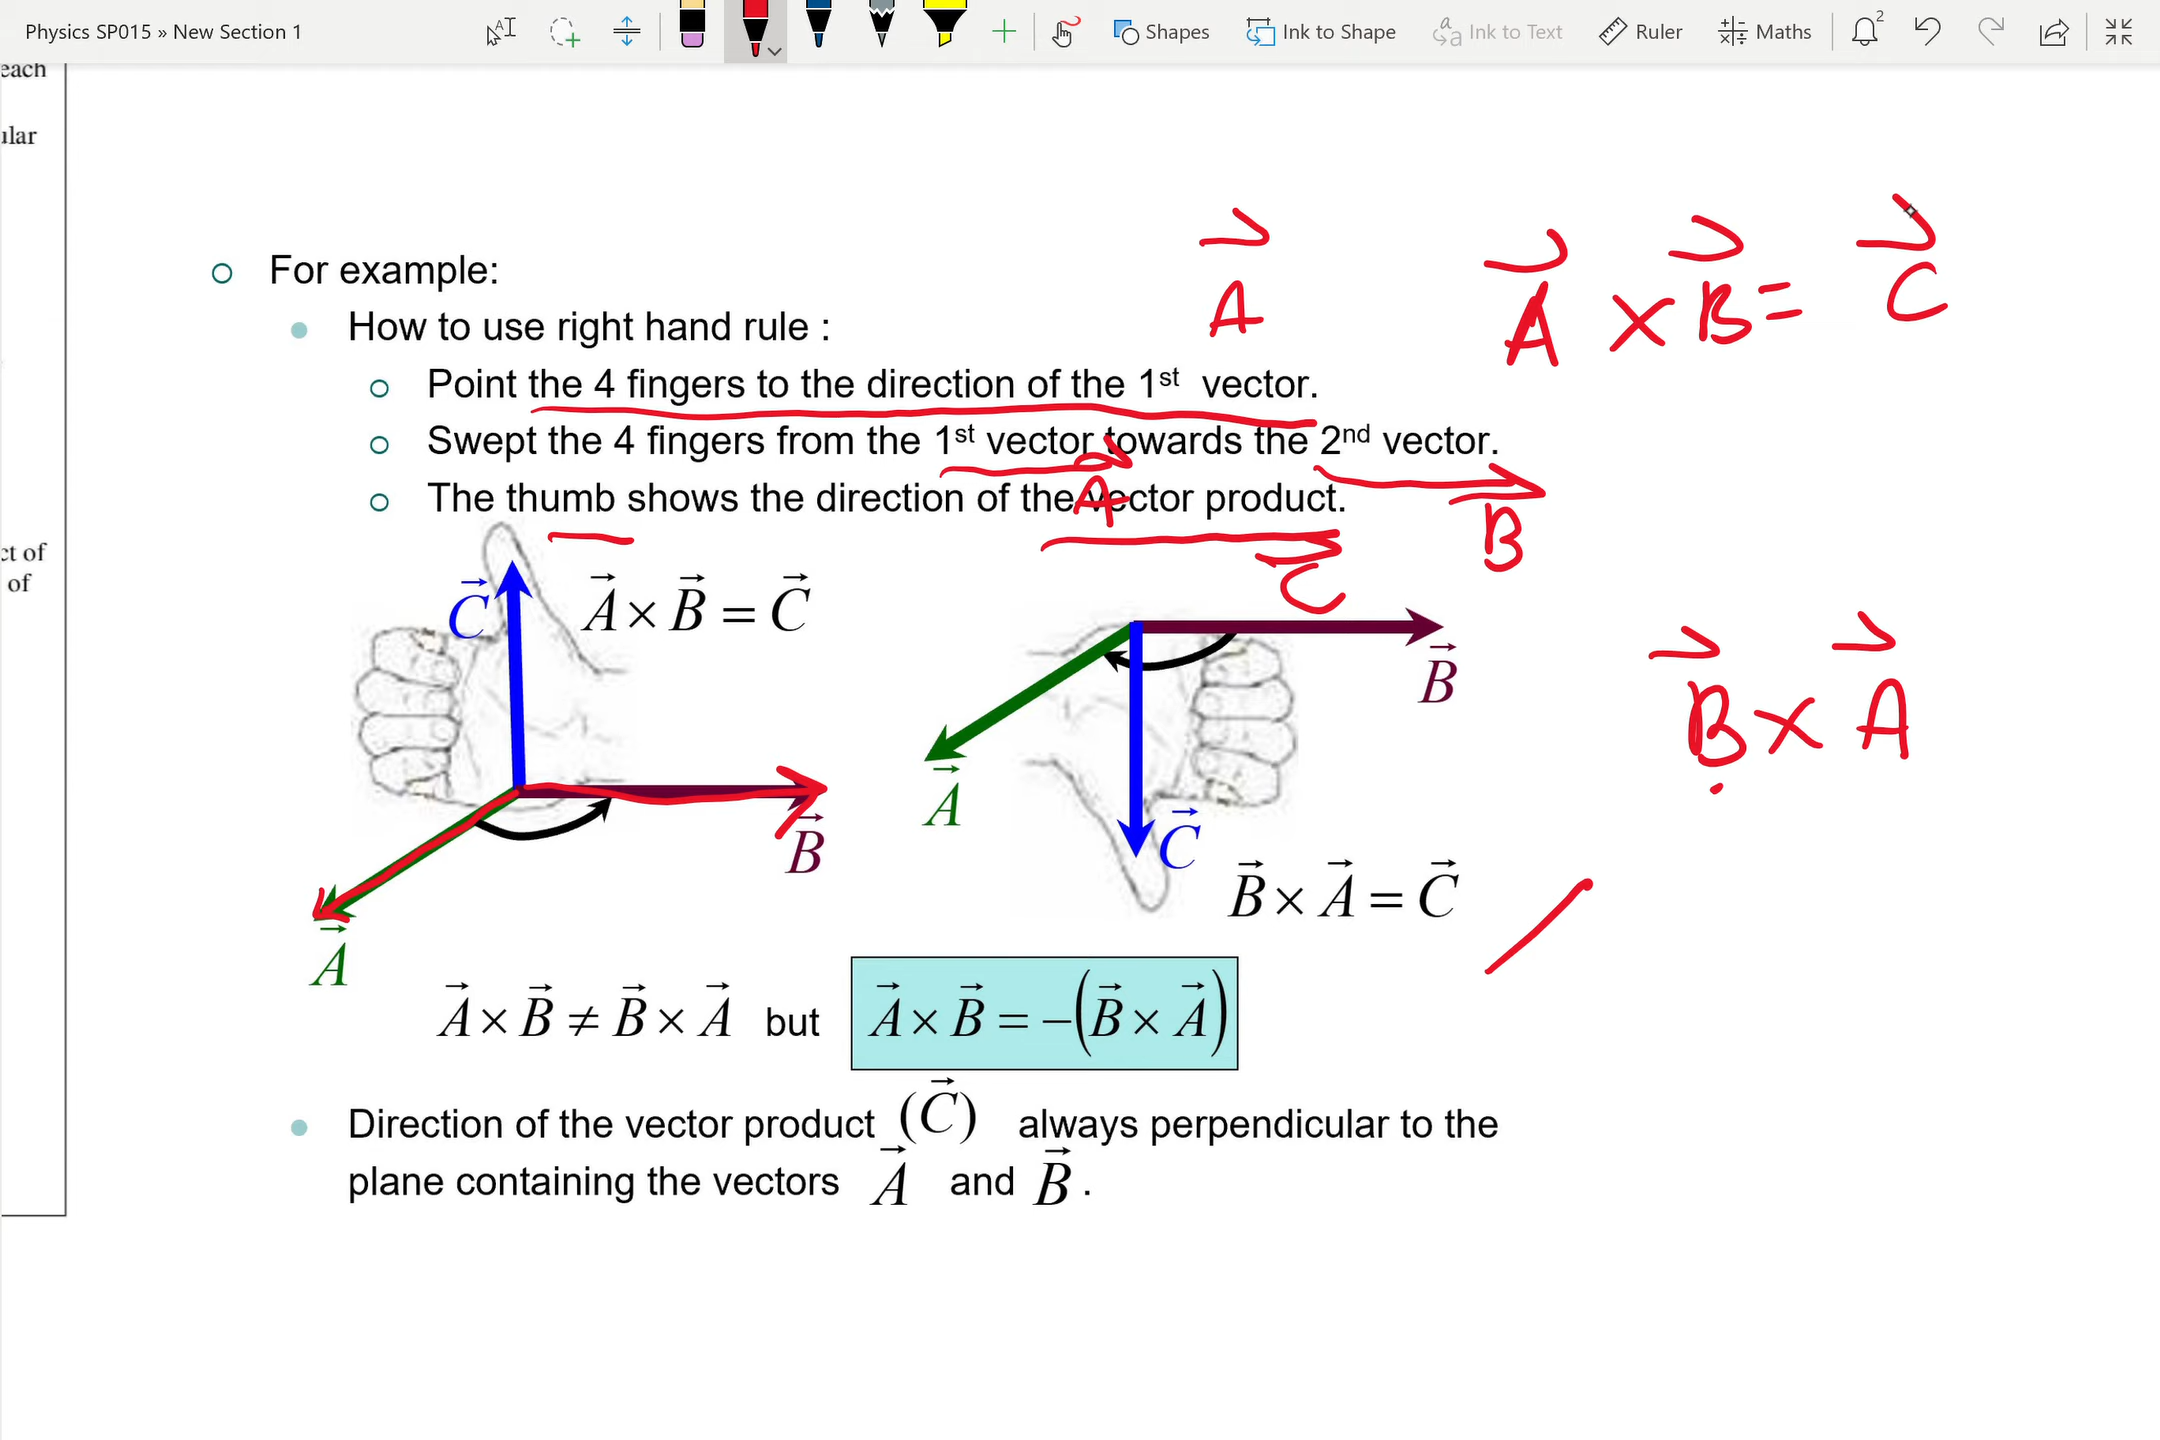 Physics SP015 » New Section 1
Shapes
Ink to Shape
Ink to Text
Ruler
Maths
2
each
ılar
ct of
of
For example:
How to use right hand rule :
Point the 4 fingers to the direction of the 1st vector.
Swept the 4 fingers from the 1st vector towards the 2nd vector.
The thumb shows the direction of the vector product.
A
A × B = C
A
B
C
B × A
C
A × B = C
B
A
B
A
C
B × A = C
A × B ≠ B × A but A × B = −(B × A)
Direction of the vector product (C) always perpendicular to the
plane containing the vectors A and B .